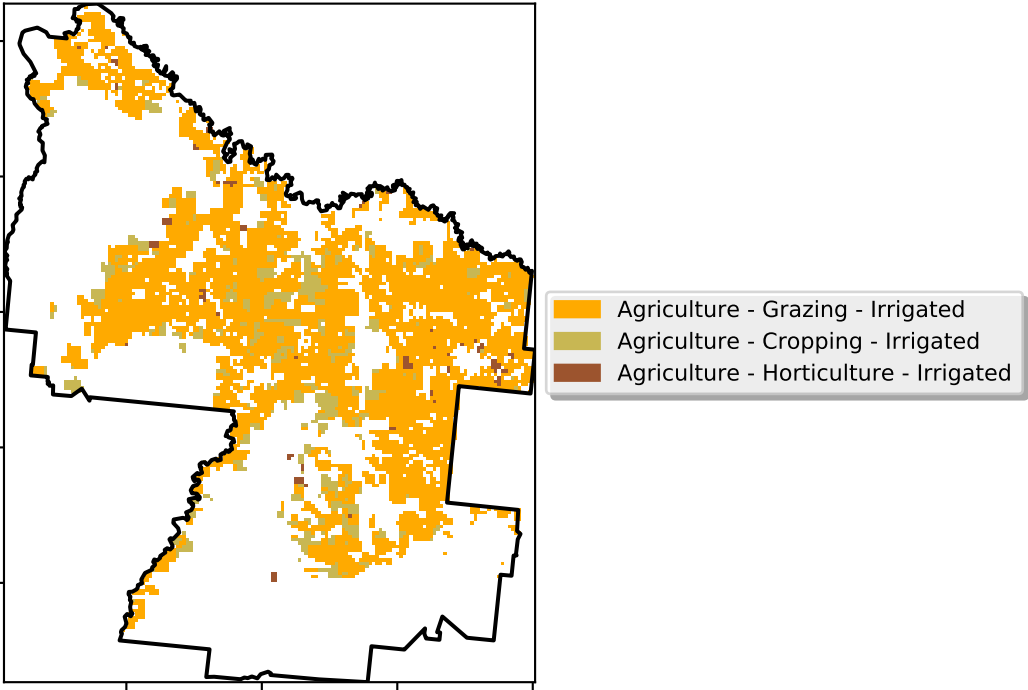 Agriculture - Grazing - Irrigated
Agriculture - Cropping - Irrigated
Agriculture - Horticulture - Irrigated